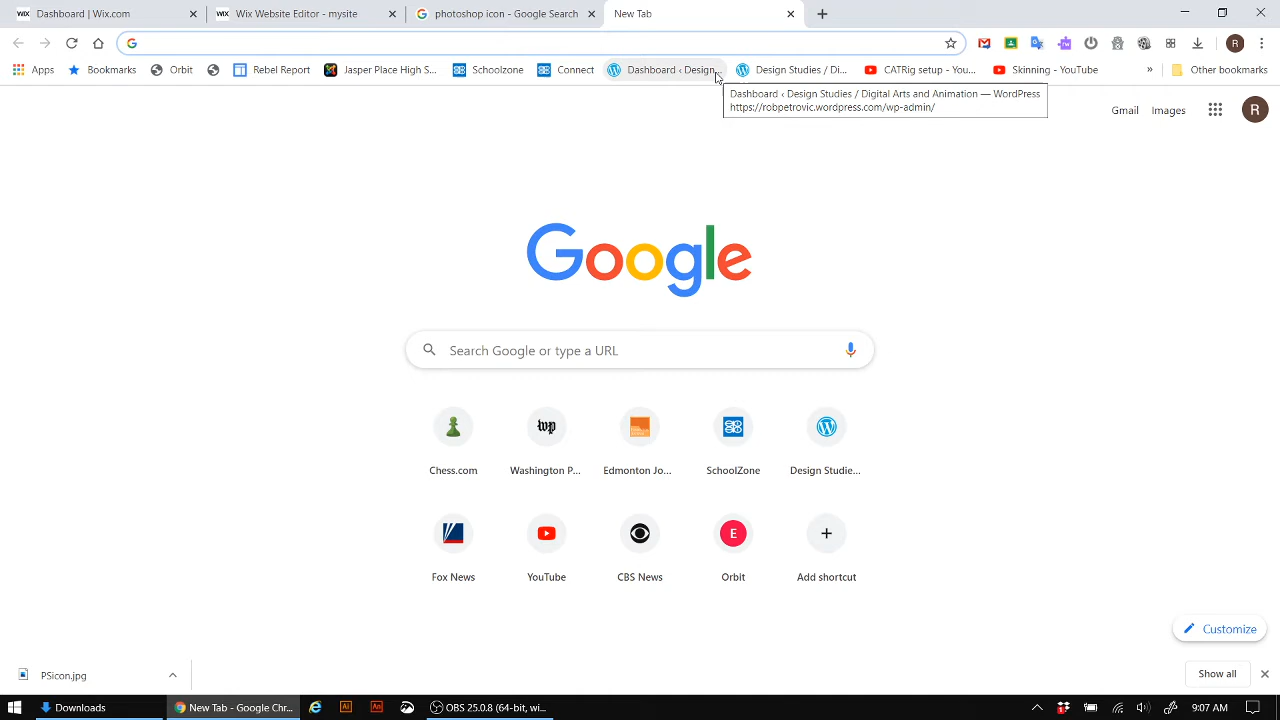 Dashboard | Wix.com
Wix Website Editor - mysite
photoshop icon - Google Search
New Tab
Apps
Bookmarks
Orbit
Rebel Report
Jasper Place High S...
Schoolzone
Connect
Dashboard ‹ Design
Design Studies / Di...
CATRig setup - You...
Skinning - YouTube
»
Other bookmarks
Dashboard ‹ Design Studies / Digital Arts and Animation — WordPress
https://robpetrovic.wordpress.com/wp-admin/
Gmail
Images
R
Google
Search Google or type a URL
Chess.com
Washington P...
Edmonton Jo...
SchoolZone
Design Studie...
Fox News
YouTube
CBS News
E
Orbit
Add shortcut
Customize
PSicon.jpg
Show all
Downloads
New Tab - Google Chr...
Ai
An
OBS 25.0.8 (64-bit, wi...
9:07 AM